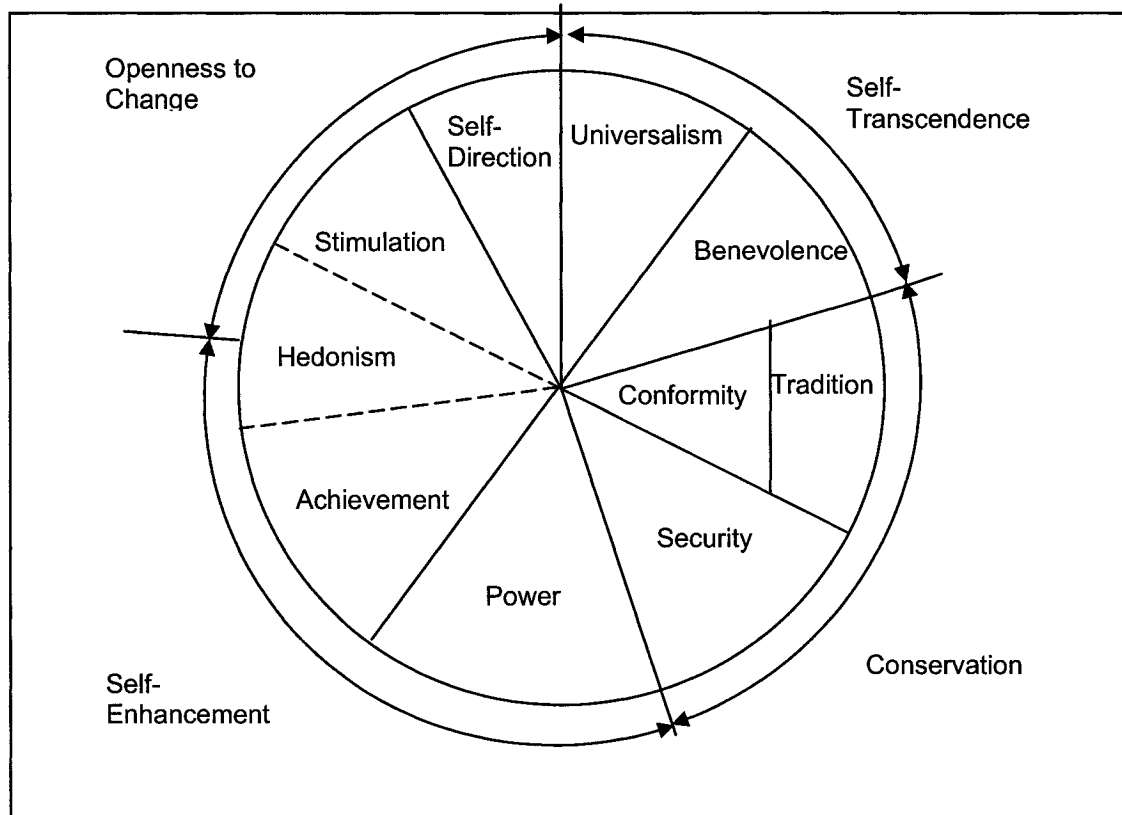 Openness to
Change
Self-
Transcendence
Self-
Direction
Universalism
Stimulation
Benevolence
Hedonism
Conformity
Tradition
Achievement
Security
Power
Self-
Enhancement
Conservation